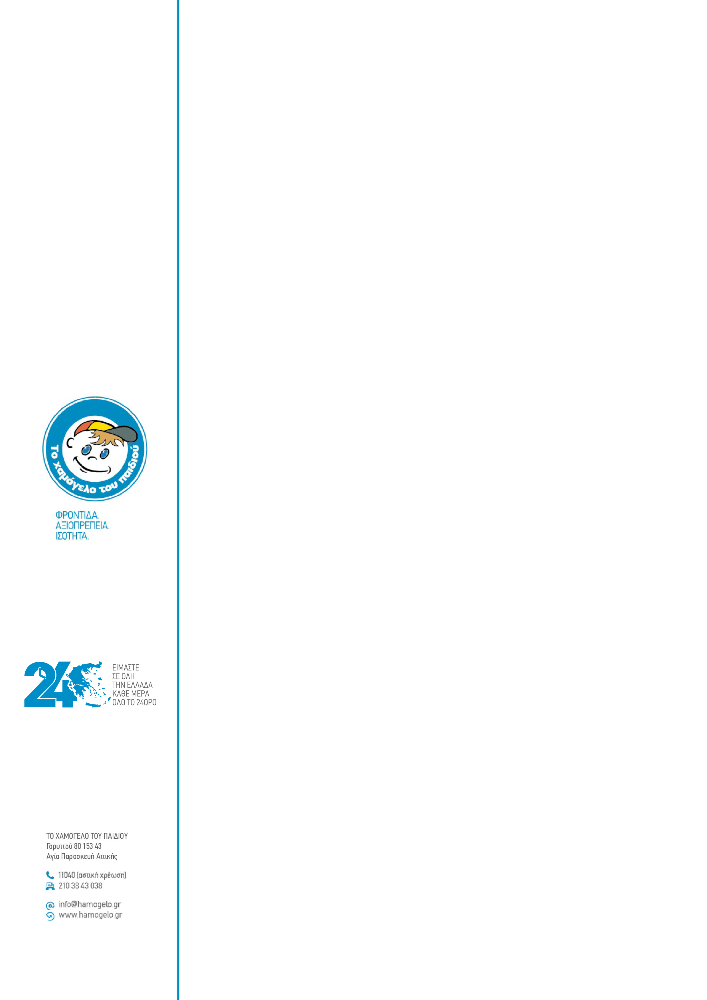 Το χαμόγελο του παιδιού
ΦΡΟΝΤΙΔΑ.
ΑΞΙΟΠΡΕΠΕΙΑ.
ΙΣΟΤΗΤΑ.
24
ΕΙΜΑΣΤΕ
ΣΕ ΟΛΗ
ΤΗΝ ΕΛΛΑΔΑ
ΚΑΘΕ ΜΕΡΑ
ΟΛΟ ΤΟ 24ΩΡΟ
ΤΟ ΧΑΜΟΓΕΛΟ ΤΟΥ ΠΑΙΔΙΟΥ
Γαρυττού 80 153 43
Αγία Παρασκευή Αττικής
11040 (αστική χρέωση)
210 38 43 038
info@hamogelo.gr
www.hamogelo.gr